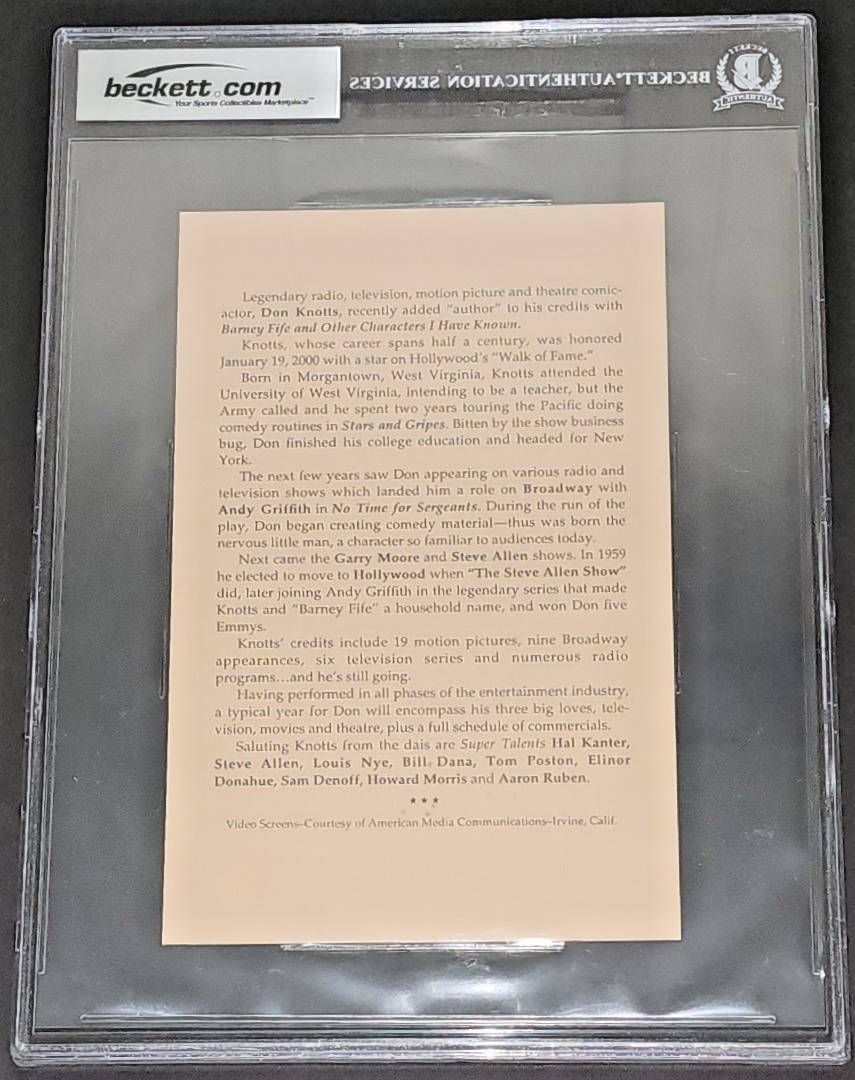 beckett.com
Your Sports Collectibles Marketplace™
BECKETT AUTHENTICATION SERVICES
BECKETT
B
AUTHENTIC
Legendary radio, television, motion picture and theatre comic-
actor, Don Knotts, recently added "author" to his credits with
Barney Fife and Other Characters I Have Known.
Knotts, whose career spans half a century, was honored
January 19, 2000 with a star on Hollywood's "Walk of Fame."
Born in Morgantown, West Virginia, Knotts attended the
University of West Virginia, intending to be a teacher, but the
Army called and he spent two years touring the Pacific doing
comedy routines in Stars and Gripes. Bitten by the show business
bug, Don finished his college education and headed for New
York.
The next few years saw Don appearing on various radio and
television shows which landed him a role on Broadway with
Andy Griffith in No Time for Sergeants. During the run of the
play, Don began creating comedy material—thus was born the
nervous little man, a character so familiar to audiences today.
Next came the Garry Moore and Steve Allen shows. In 1959
he elected to move to Hollywood when "The Steve Allen Show"
did, later joining Andy Griffith in the legendary series that made
Knotts and "Barney Fife" a household name, and won Don five
Emmys.
Knotts' credits include 19 motion pictures, nine Broadway
appearances, six television series and numerous radio
programs...and he's still going.
Having performed in all phases of the entertainment industry,
a typical year for Don will encompass his three big loves, tele-
vision, movies and theatre, plus a full schedule of commercials.
Saluting Knotts from the dais are Super Talents Hal Kanter,
Steve Allen, Louis Nye, Bill Dana, Tom Poston, Elinor
Donahue, Sam Denoff, Howard Morris and Aaron Ruben.
★ ★ ★
Video Screens–Courtesy of American Media Communications–Irvine, Calif.